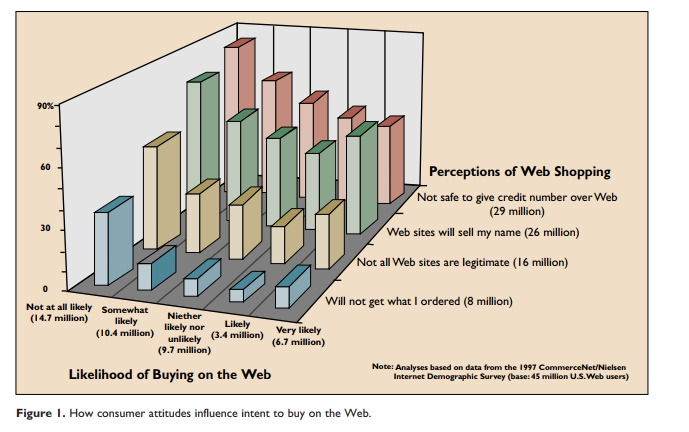 90%
60
30
0
Perceptions of Web Shopping
Not safe to give credit number over Web
(29 million)
Web sites will sell my name (26 million)
Not all Web sites are legitimate (16 million)
Will not get what I ordered (8 million)
Not at all likely
(14.7 million)
Somewhat
likely
(10.4 million)
Niether
likely nor
unlikely
(9.7 million)
Likely
(3.4 million)
Very likely
(6.7 million)
Likelihood of Buying on the Web
Note: Analyses based on data from the 1997 CommerceNet/Nielsen
Internet Demographic Survey (base: 45 million U.S. Web users)
Figure 1. How consumer attitudes influence intent to buy on the Web.